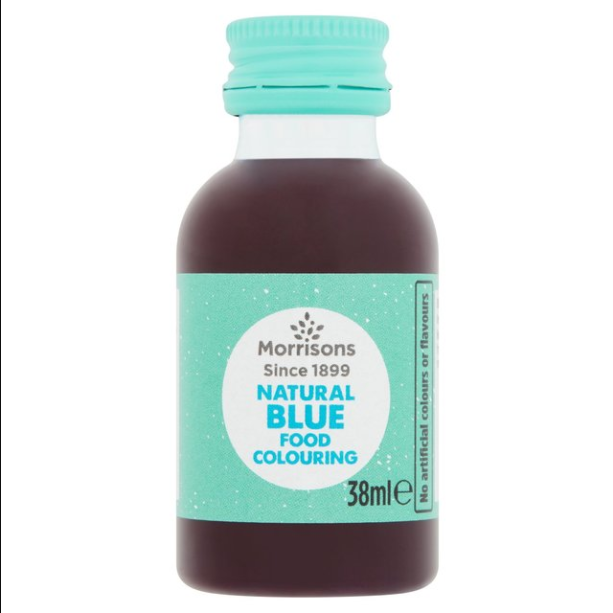 Morrisons
Since 1899
NATURAL
BLUE
FOOD
COLOURING
38ml℮
No artificial colours or flavours